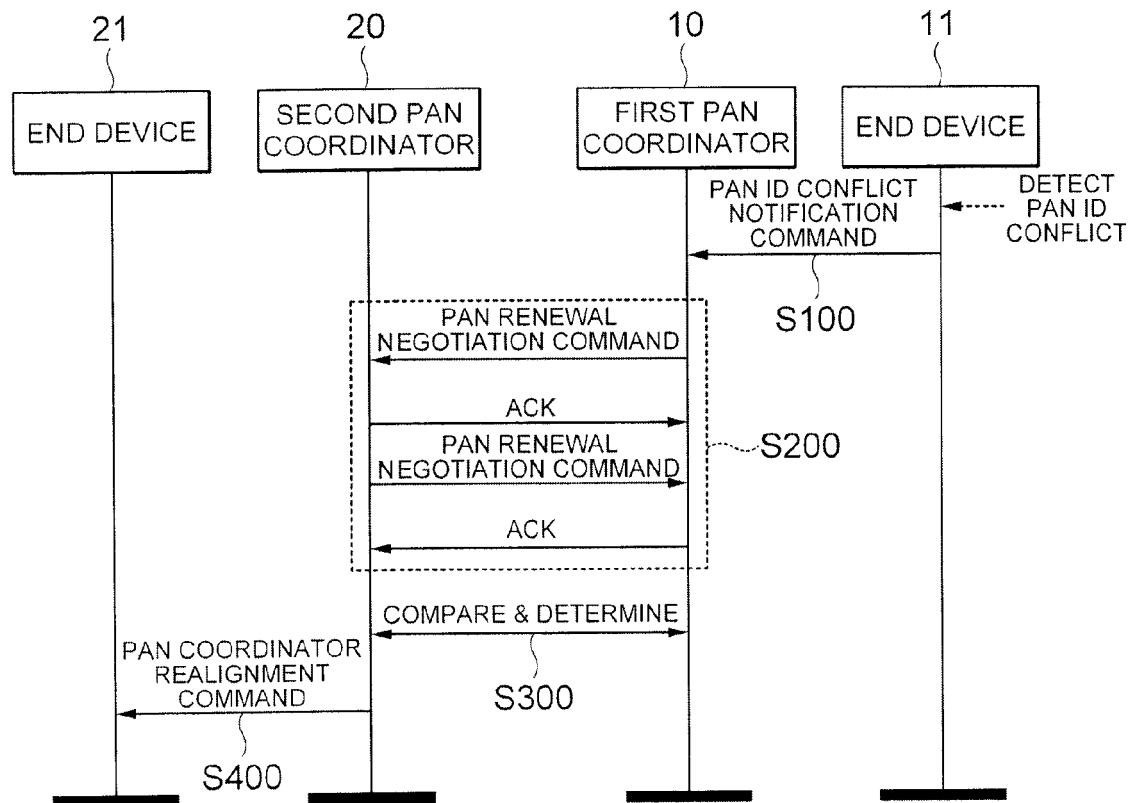 21
20
10
11
END DEVICE
SECOND PAN
COORDINATOR
FIRST PAN
COORDINATOR
END DEVICE
PAN ID CONFLICT
NOTIFICATION
COMMAND
DETECT
PAN ID
CONFLICT
S100
PAN RENEWAL
NEGOTIATION COMMAND
ACK
PAN RENEWAL
NEGOTIATION COMMAND
S200
ACK
COMPARE & DETERMINE
S300
PAN COORDINATOR
REALIGNMENT
COMMAND
S400